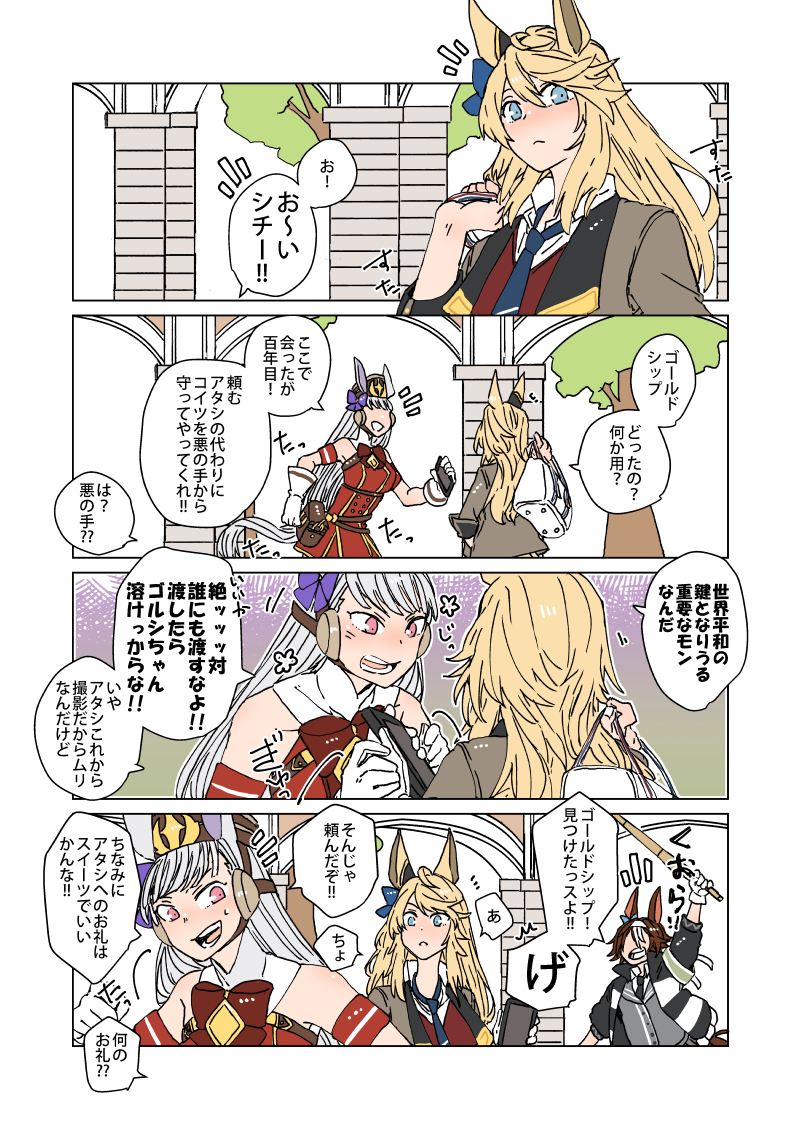 お！
お〜い
シチー!!
すた
すた
ゴールド
シップ
どったの？
何か用？
ここで
会ったが
百年目！
頼む
アタシの代わりに
コイツを悪の手から
守ってやってくれ!!
たっ
たっ
たっ
は？
悪の手??
世界平和の
鍵となりうる
重要なモン
なんだ
じっ
いいや
絶ッッッ対
誰にも渡すなよ!!
渡したら
ゴルシちゃん
溶けっからな!!
ぎゅっ
いや
アタシこれから
撮影だからムリ
なんだけど
くおら!!
ゴールドシップ！
見つけたっスよ!!
げ
あ
そんじゃ
頼んだぞ!!
ちょ
ちなみに
アタシへのお礼は
スイーツでいい
かんな!!
たっ
何の
お礼??